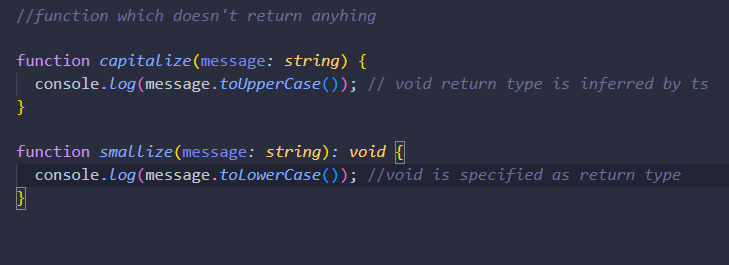 //function which doesn't return anyhing
function capitalize(message: string) {
console.log(message.toUpperCase()); // void return type is inferred by ts
}
function smallize(message: string): void {
console.log(message.toLowerCase()); //void is specified as return type
}